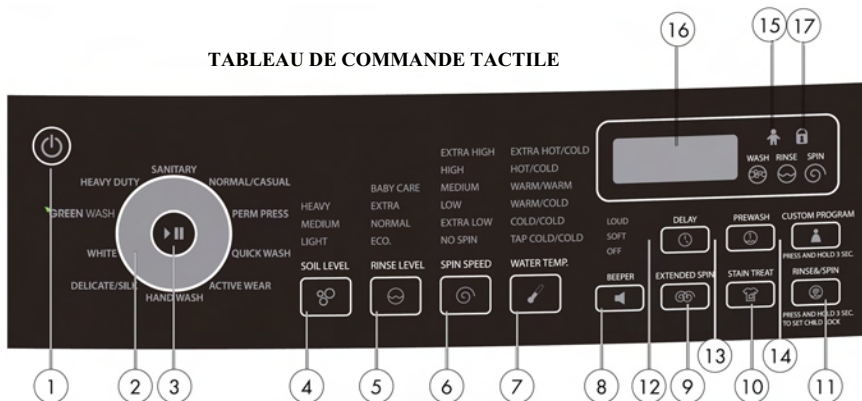 15
17
16
TABLEAU DE COMMANDE TACTILE
SANITARY
HEAVY DUTY
NORMAL/CASUAL
GREEN WASH
PERM PRESS
WHITE
QUICK WASH
DELICATE/SILK
ACTIVE WEAR
HAND WASH
HEAVY
MEDIUM
LIGHT
SOIL LEVEL
BABY CARE
EXTRA
NORMAL
ECO.
RINSE LEVEL
EXTRA HIGH
HIGH
MEDIUM
LOW
EXTRA LOW
NO SPIN
SPIN SPEED
EXTRA HOT/COLD
HOT/COLD
WARM/WARM
WARM/COLD
COLD/COLD
TAP COLD/COLD
WATER TEMP.
LOUD
SOFT
OFF
BEEPER
WASH RINSE SPIN
DELAY
PREWASH
CUSTOM PROGRAM
PRESS AND HOLD 3 SEC.
EXTENDED SPIN
STAIN TREAT
RINSE&/SPIN
PRESS AND HOLD 3 SEC.
TO SET CHILD LOCK
13
1
2
3
4
5
6
7
8
12
9
10
14
11